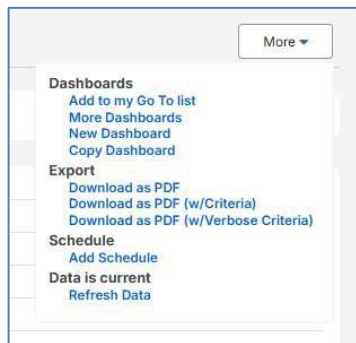 More
Dashboards
Add to my Go To list
More Dashboards
New Dashboard
Copy Dashboard
Export
Download as PDF
Download as PDF (w/Criteria)
Download as PDF (w/Verbose Criteria)
Schedule
Add Schedule
Data is current
Refresh Data